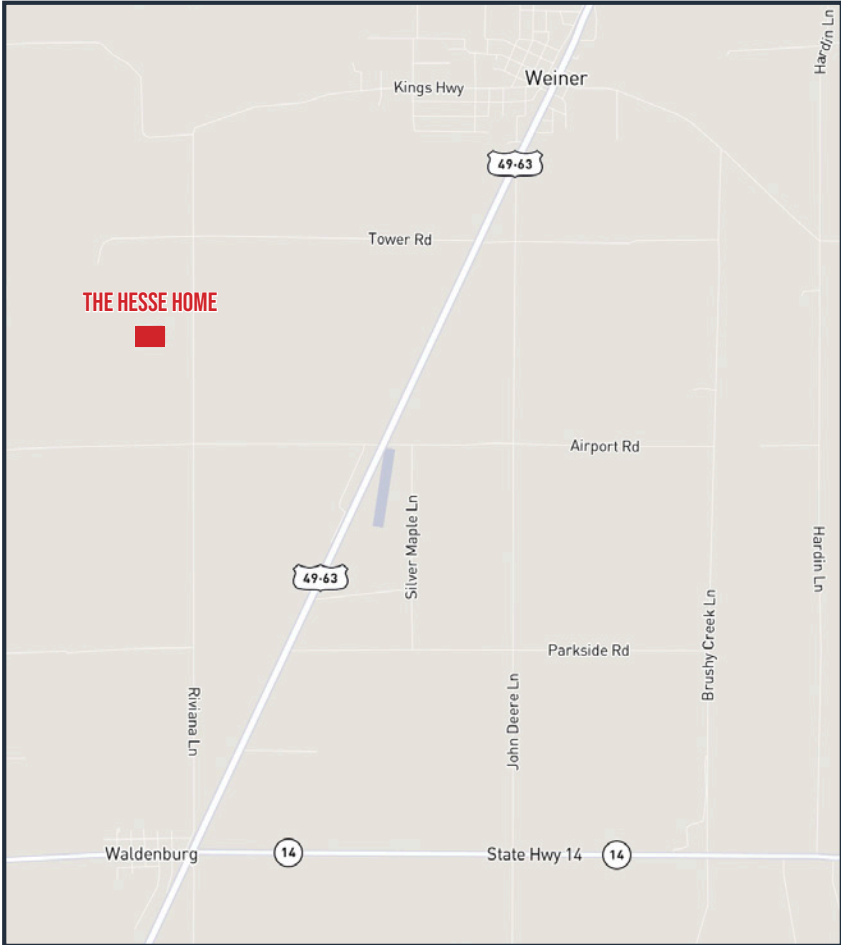 Hardin Ln
Weiner
Kings Hwy
49-63
Tower Rd
THE HESSE HOME
Airport Rd
Silver Maple Ln
Hardin Ln
49-63
Brushy Creek Ln
Parkside Rd
Riviana Ln
John Deere Ln
Waldenburg
14
State Hwy 14
14